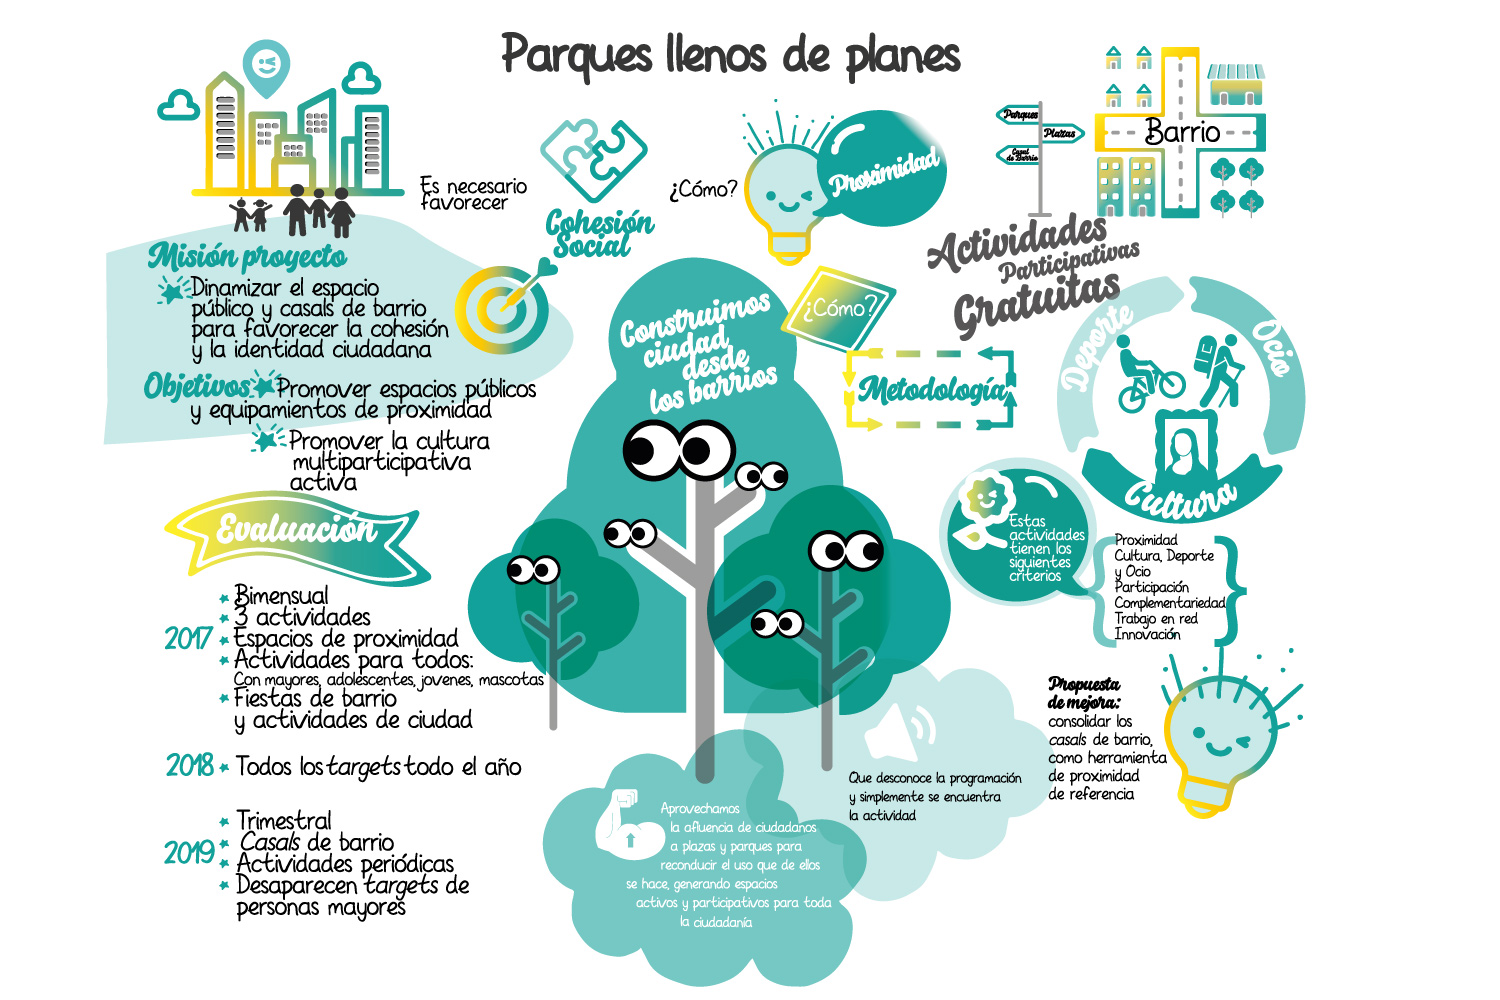 Parques llenos de planes
Es necesario
favorecer
Cohesión
Social
¿Cómo?
Proximidad
Parques
Plazas
Casal
de Barrio
Barrio
Misión proyecto
Dinamizar el espacio
público y casals de barrio
para favorecer la cohesión
y la identidad ciudadana
Objetivos Promover espacios públicos
y equipamientos de proximidad
Promover la cultura
multiparticipativa
activa
Construimos
ciudad
desde
los barrios
¿Cómo?
Metodología
Actividades
Participativas
Gratuitas
Deporte
Ocio
Cultura
Estas
actividades
tienen los
siguientes
criterios
Proximidad
Cultura, Deporte
y Ocio
Participación
Complementariedad
Trabajo en red
Innovación
Evaluación
2017
Bimensual
3 actividades
Espacios de proximidad
Actividades para todos:
Con mayores, adolescentes, jovenes, mascotas
Fiestas de barrio
y actividades de ciudad
2018
Todos los targets todo el año
2019
Trimestral
Casals de barrio
Actividades periódicas
Desaparecen targets de
personas mayores
Aprovechamos
la afluencia de ciudadanos
a plazas y parques para
reconducir el uso que de ellos
se hace, generando espacios
activos y participativos para toda
la ciudadanía
Que desconoce la programación
y simplemente se encuentra
la actividad
Propuesta
de mejora:
consolidar los
casals de barrio,
como herramienta
de proximidad
de referencia